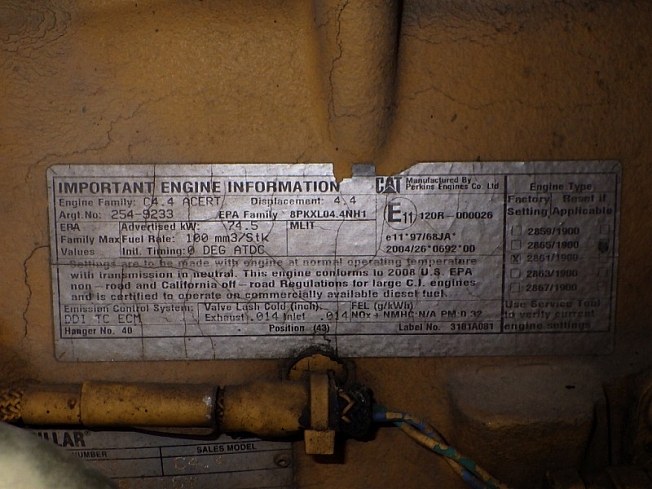 IMPORTANT ENGINE INFORMATION
CAT Manufactured By
Perkins Engines Co. Ltd
Engine Family: C4.4 ACERT Displacement: 4.4
Argt.No: 254-9233 EPA Family 8PKXL04.4NH1
EPA Advertised kW: 74.5 MLIT
Family Max Fuel Rate: 100 mm3/Stk
Values Init. Timing: 0 DEG ATDC
E11 120R-000026
e11*97/68JA*
2004/26*0692*00
Settings are to be made with engine at normal operating temperature
with transmission in neutral. This engine conforms to 2008 U.S. EPA
non-road and California off-road Regulations for large C.I. engines
and is certified to operate on commercially available diesel fuel.
Emission Control System: Valve Lash Cold (inch) FEL (g/kWh)
DDI TC ECM Exhaust .014 Inlet .014 NOx+NMHC:N/A PM:0.32
Hanger No. 40 Position (43) Label No. 3181A081
Engine Type
Factory Reset if
Setting Applicable
2859/1900
2865/1900
X 2861/1900
2863/1900
2867/1900
Use Service Tool
to verify current
engine settings
LLAR®
NUMBER SALES MODEL